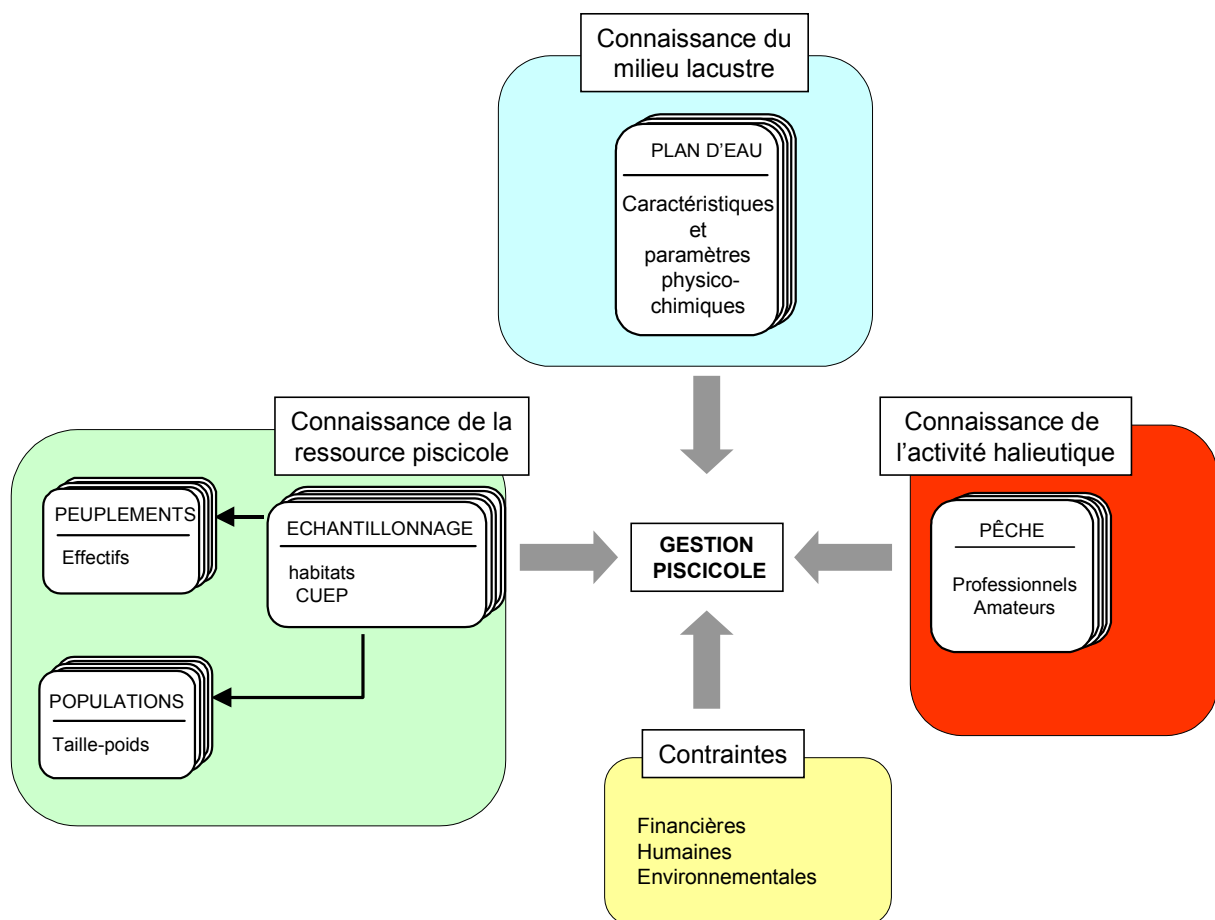 Connaissance du
milieu lacustre
PLAN D'EAU
Caractéristiques
et
paramètres
physico-
chimiques
Connaissance de la
ressource piscicole
PEUPLEMENTS
Effectifs
ECHANTILLONNAGE
habitats
CUEP
POPULATIONS
Taille-poids
GESTION
PISCICOLE
Connaissance de
l'activité halieutique
PÊCHE
Professionnels
Amateurs
Contraintes
Financières
Humaines
Environnementales